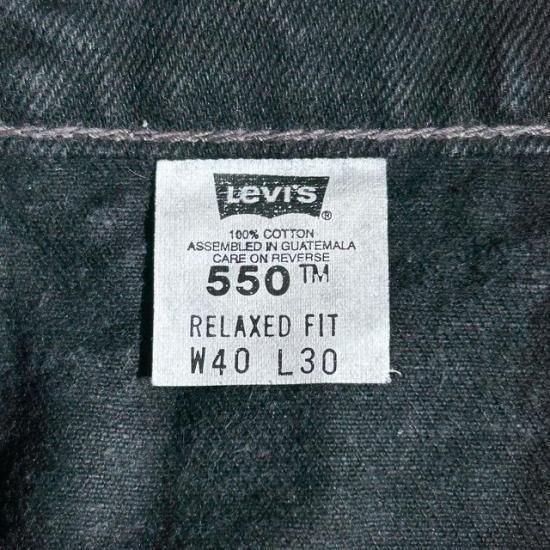 Levi's ®
100% COTTON
ASSEMBLED IN GUATEMALA
CARE ON REVERSE
550™
RELAXED FIT
W40 L30